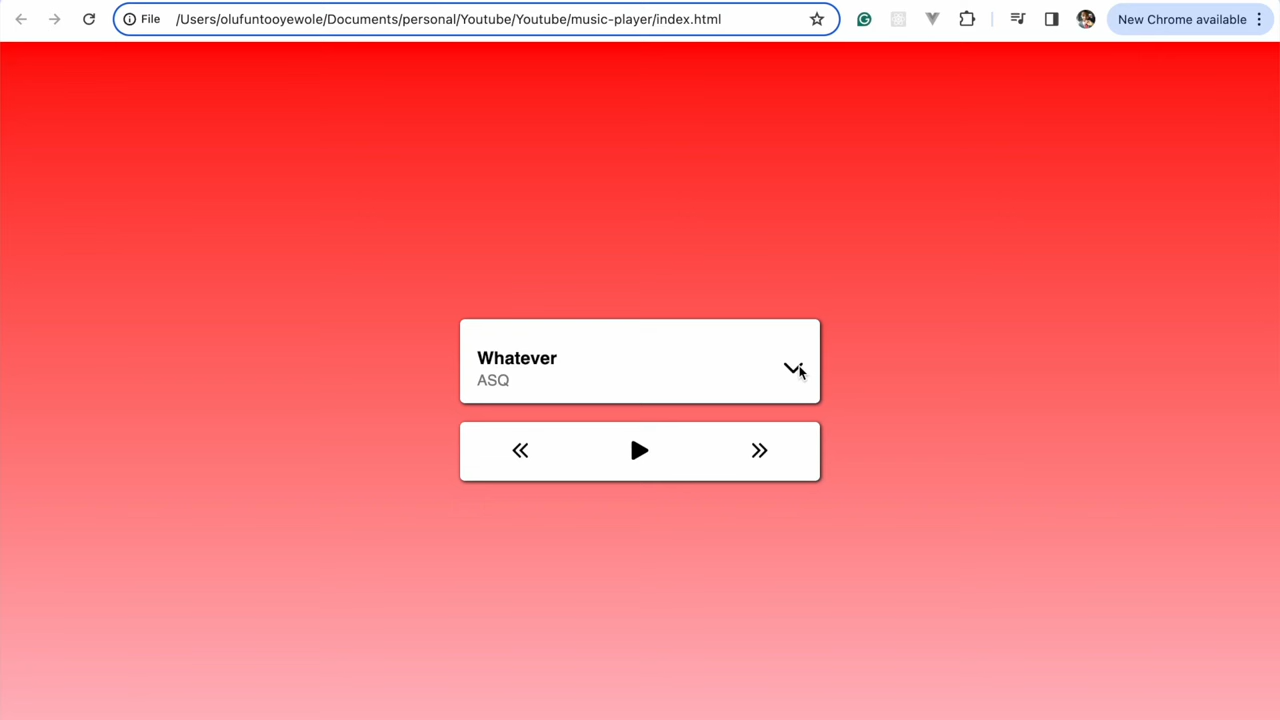 File /Users/olufuntooyewole/Documents/personal/Youtube/Youtube/music-player/index.html
New Chrome available
Whatever
ASQ